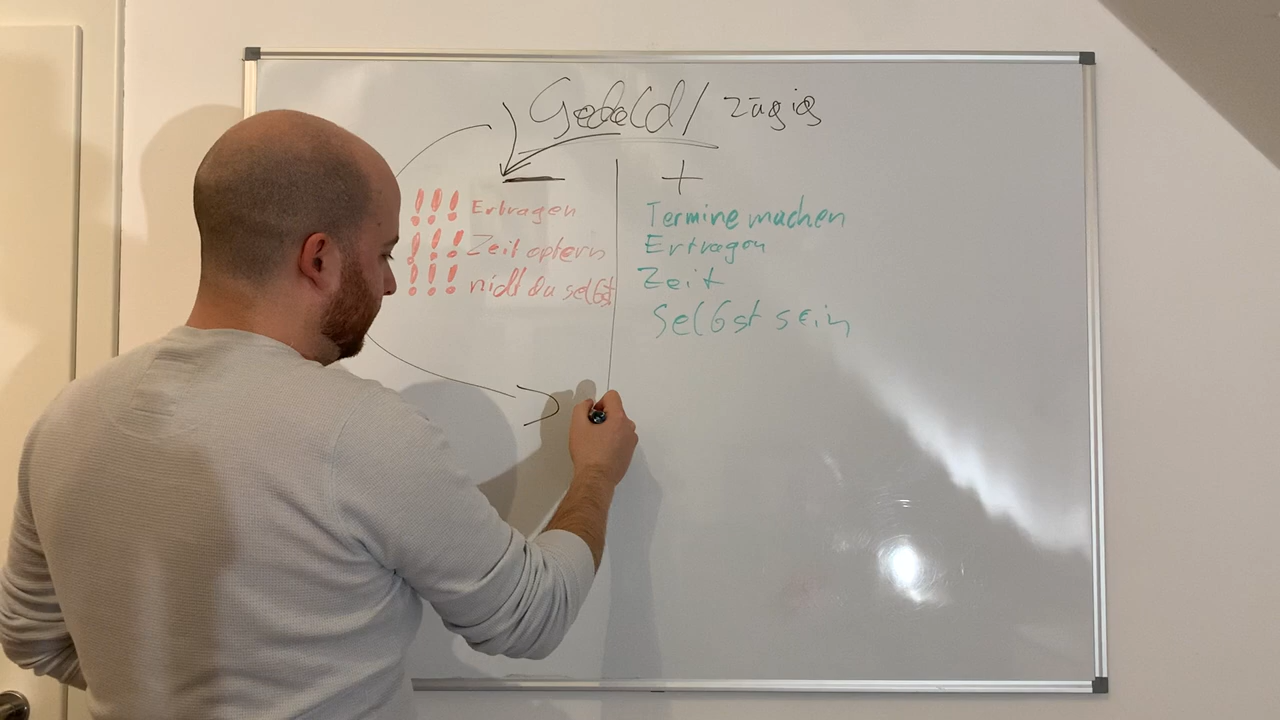 Geduld/ zügig
− +
!!! Ertragen
!!! Zeit opfern
!!! nicht du selbst
Termine machen
Ertragen
Zeit
Selbst sein